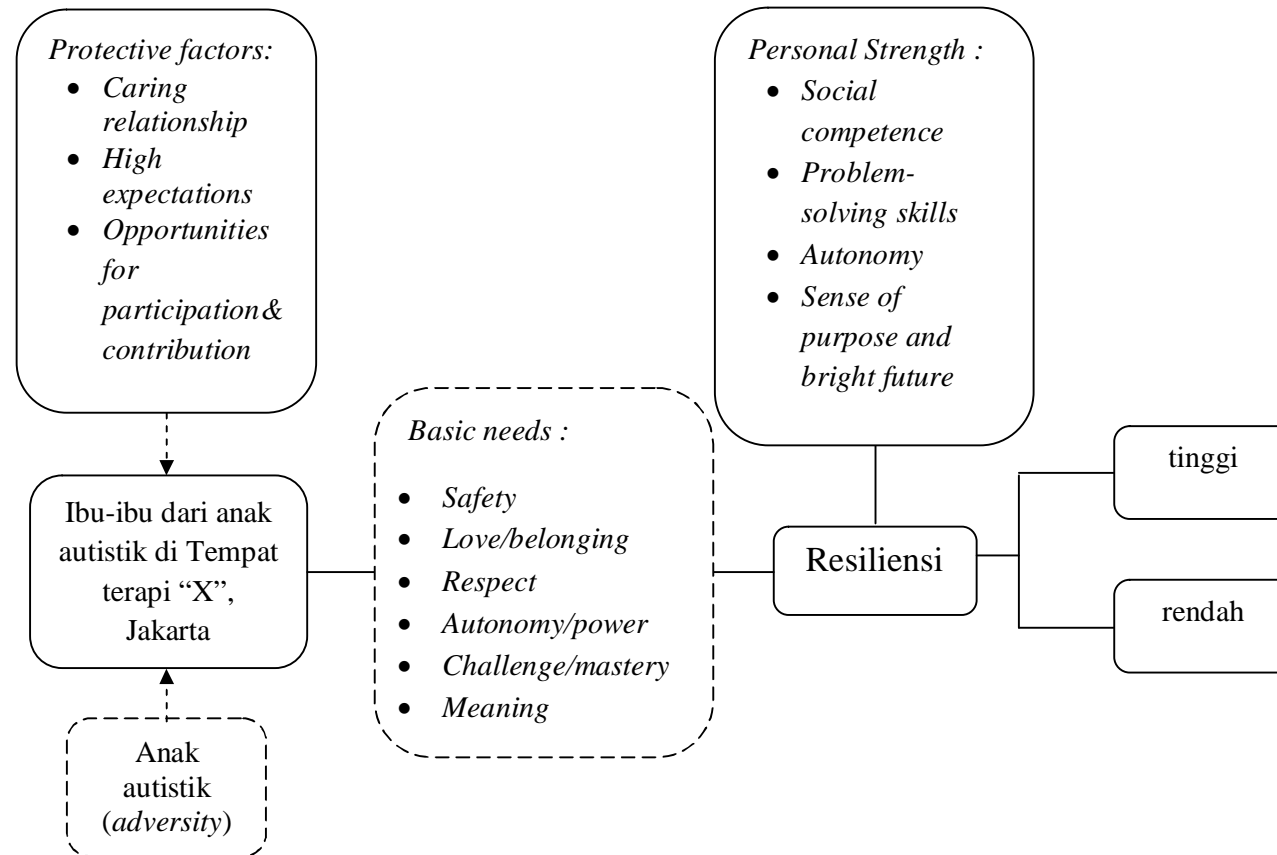 Protective factors:
• Caring
relationship
• High
expectations
• Opportunities
for
participation&
contribution
Personal Strength :
• Social
competence
• Problem-
solving skills
• Autonomy
• Sense of
purpose and
bright future
Ibu-ibu dari anak
autistik di Tempat
terapi “X”,
Jakarta
Basic needs :
• Safety
• Love/belonging
• Respect
• Autonomy/power
• Challenge/mastery
• Meaning
Resiliensi
tinggi
rendah
Anak
autistik
(adversity)